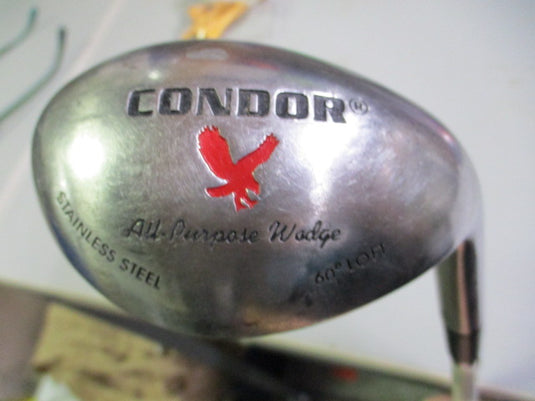 CONDOR®
All-Purpose Wedge
STAINLESS STEEL
60° LOFT